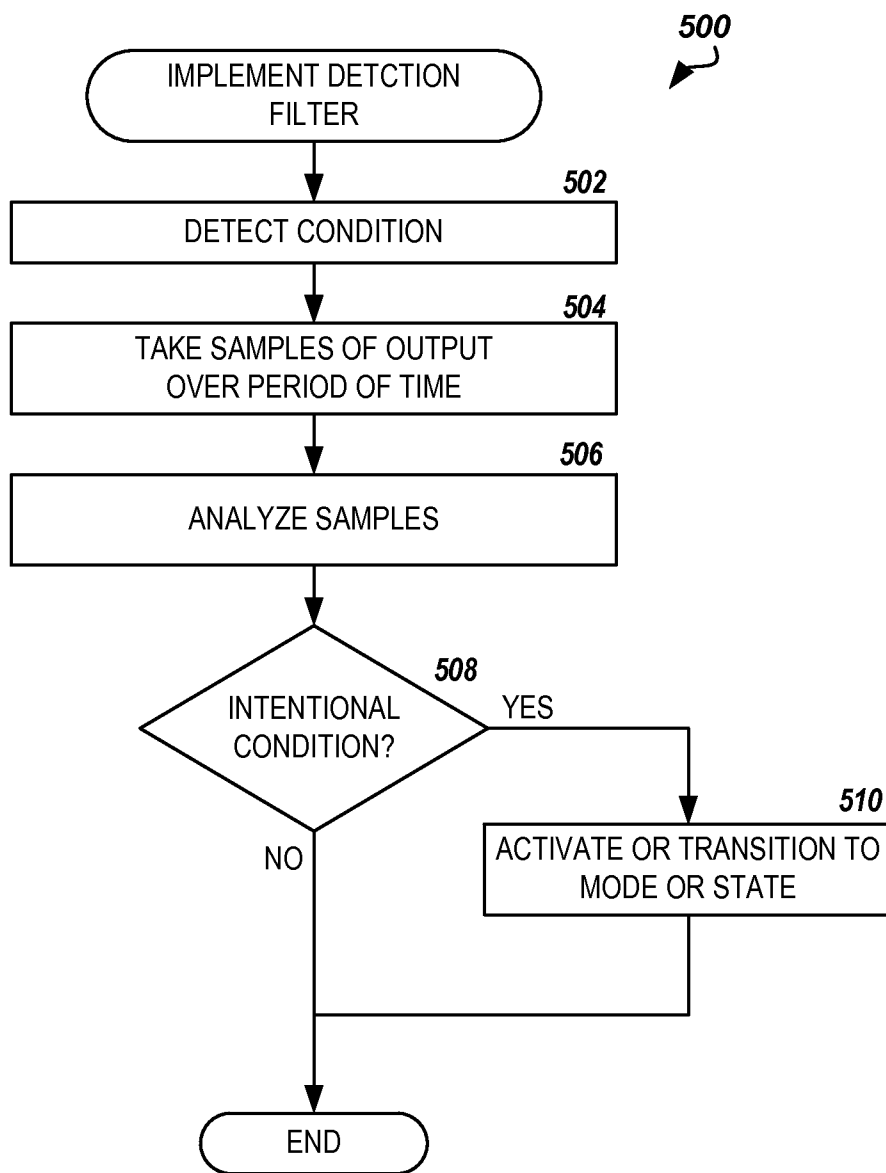 500
IMPLEMENT DETCTION
FILTER
502
DETECT CONDITION
504
TAKE SAMPLES OF OUTPUT
OVER PERIOD OF TIME
506
ANALYZE SAMPLES
508
INTENTIONAL
CONDITION?
YES
NO
510
ACTIVATE OR TRANSITION TO
MODE OR STATE
END